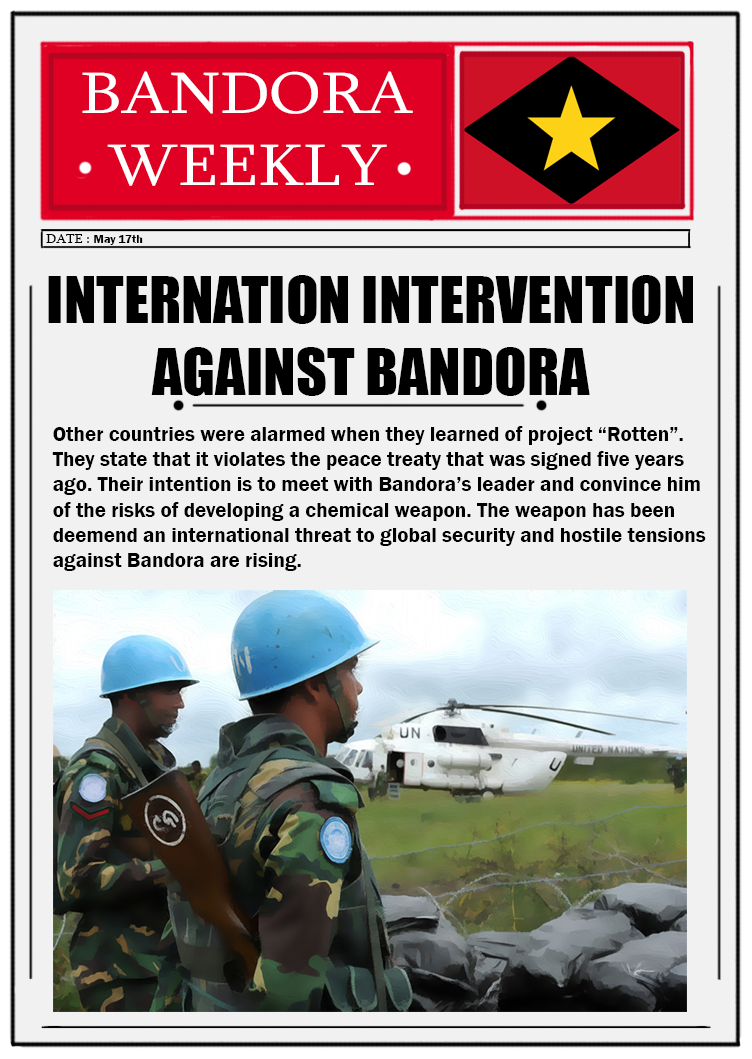 BANDORA
• WEEKLY •
DATE : May 17th
INTERNATION INTERVENTION
AGAINST BANDORA
Other countries were alarmed when they learned of project “Rotten”.
They state that it violates the peace treaty that was signed five years
ago. Their intention is to meet with Bandora’s leader and convince him
of the risks of developing a chemical weapon. The weapon has been
deemend an international threat to global security and hostile tensions
against Bandora are rising.
UN
UNITED NATIONS
U